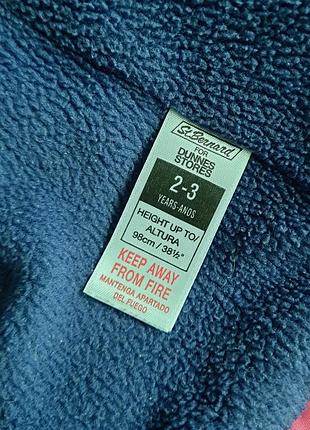 St.Bernard
FOR
DUNNES
STORES
2-3
YEARS-ANOS
HEIGHT UP TO/
ALTURA
98cm / 38½"
KEEP AWAY
FROM FIRE
MANTENGA APARTADO
DEL FUEGO